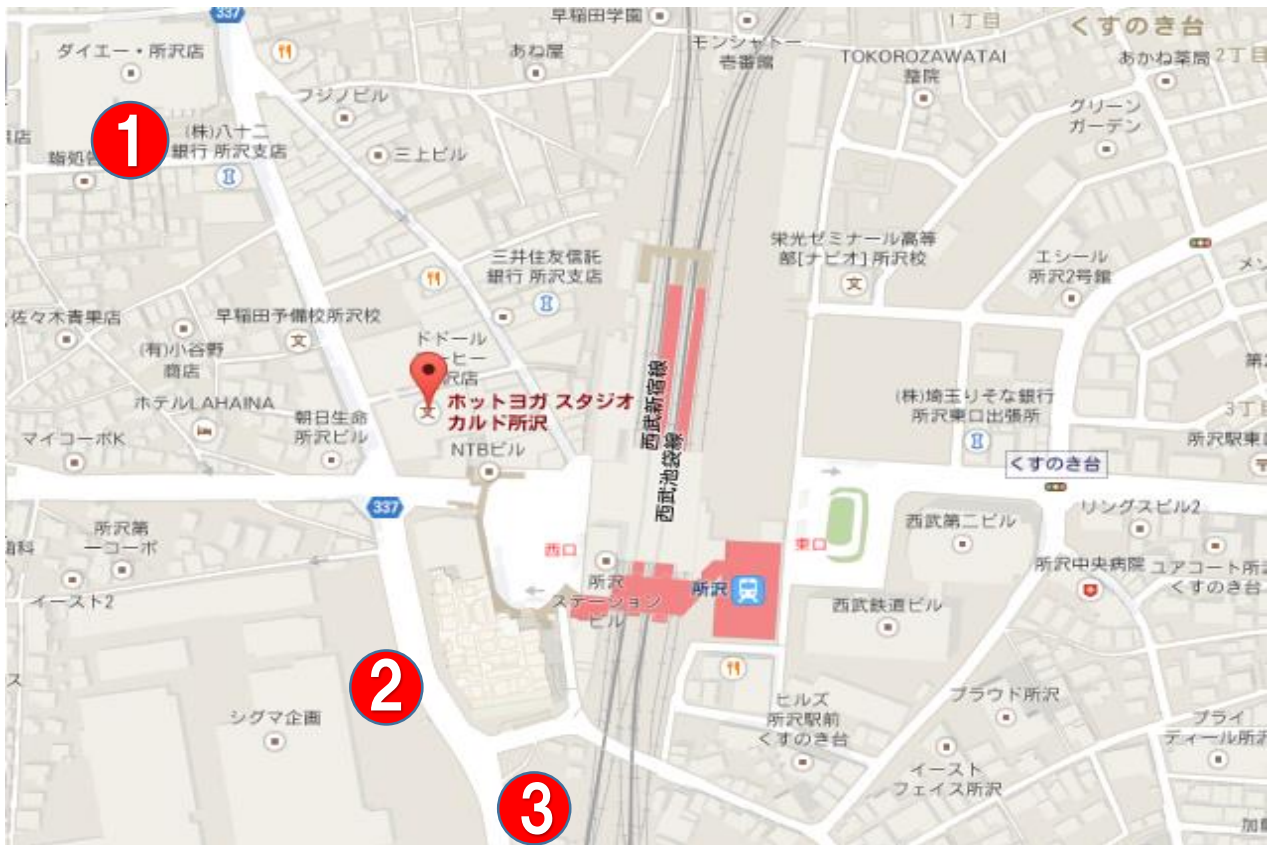 337
早稲田学園
1丁目
くすのき台
ダイエー・所沢店
あね屋
モンシャトー
壱番館
TOKOROZAWATAI
整院
あかね薬局
2丁目
フジノビル
グリーン
ガーデン
1
(株)八十二
銀行 所沢支店
三上ビル
三井住友信託
銀行 所沢支店
栄光ゼミナール高等
部[ナビオ]所沢校
エシール
所沢2号館
佐々木青果店
早稲田予備校所沢校
(有)小谷野
商店
ドトール
ホットヨガ スタジオ
カルド所沢
ホテルLAHAINA
朝日生命
所沢ビル
マイコーポK
NTBビル
西武新宿線
西武池袋線
(株)埼玉りそな銀行
所沢東口出張所
3丁目
所沢駅東口
くすのき台
337
所沢第
一コーポ
西口
東口
西武第二ビル
リングスビル2
イースト2
所沢
ステーション
ビル
所沢
西武鉄道ビル
所沢中央病院
ユアコート所沢
くすのき台
2
シグマ企画
ヒルズ
所沢駅前
くすのき台
プラウド所沢
プライ
ディール所沢
イースト
フェイス所沢
3